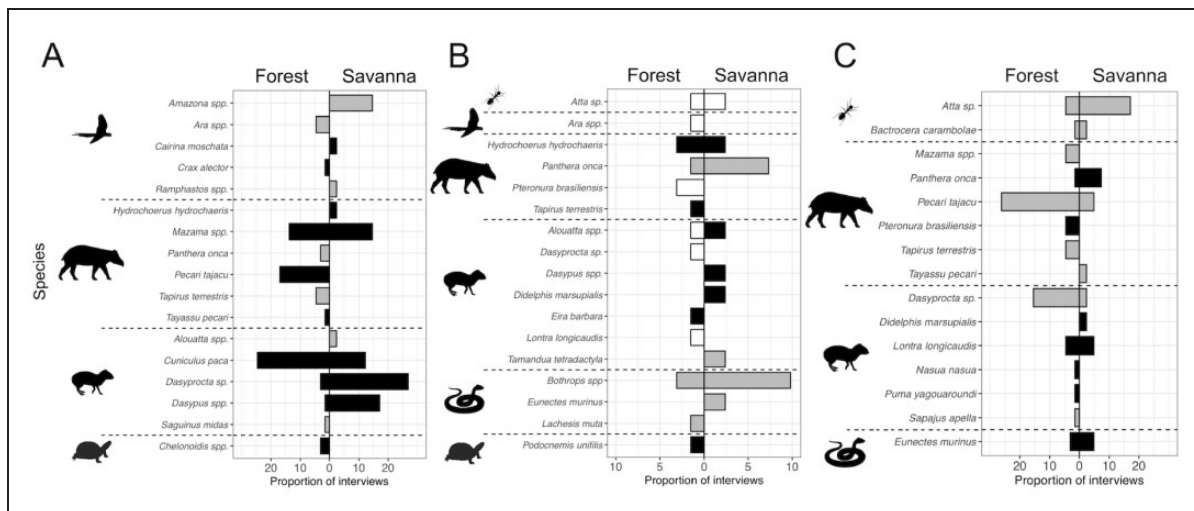 A
Forest Savanna
Species
Amazona spp.
Ara spp.
Cairina moschata
Crax alector
Ramphastos spp.
Hydrochoerus hydrochaeris
Mazama spp.
Panthera onca
Pecari tajacu
Tapirus terrestris
Tayassu pecari
Alouatta spp.
Cuniculus paca
Dasyprocta sp.
Dasypus spp.
Saguinus midas
Chelonoidis spp.
20 10 0 10 20
Proportion of interviews
B
Forest Savanna
Atta sp.
Ara spp.
Hydrochoerus hydrochaeris
Panthera onca
Pteronura brasiliensis
Tapirus terrestris
Alouatta spp.
Dasyprocta sp.
Dasypus spp.
Didelphis marsupialis
Eira barbara
Lontra longicaudis
Tamandua tetradactyla
Bothrops spp
Eunectes murinus
Lachesis muta
Podocnemis unifilis
10 5 0 5 10
Proportion of interviews
C
Forest Savanna
Atta sp.
Bactrocera carambolae
Mazama spp.
Panthera onca
Pecari tajacu
Pteronura brasiliensis
Tapirus terrestris
Tayassu pecari
Dasyprocta sp.
Didelphis marsupialis
Lontra longicaudis
Nasua nasua
Puma yagouaroundi
Sapajus apella
Eunectes murinus
20 10 0 10 20
Proportion of interviews